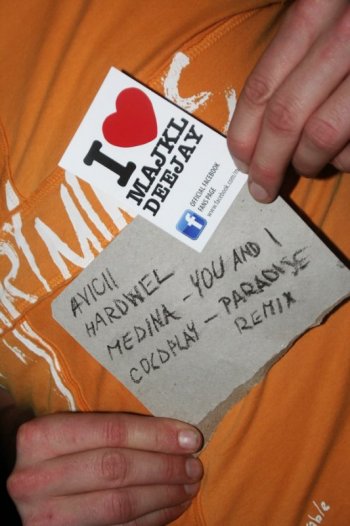 I ❤ MAJKL
DEEJAY
OFFICIAL FACEBOOK
FANS PAGE
f
AVICII
HARDWEL
MEDINA - YOU AND I
COLDPLAY - PARADISE
REMIX